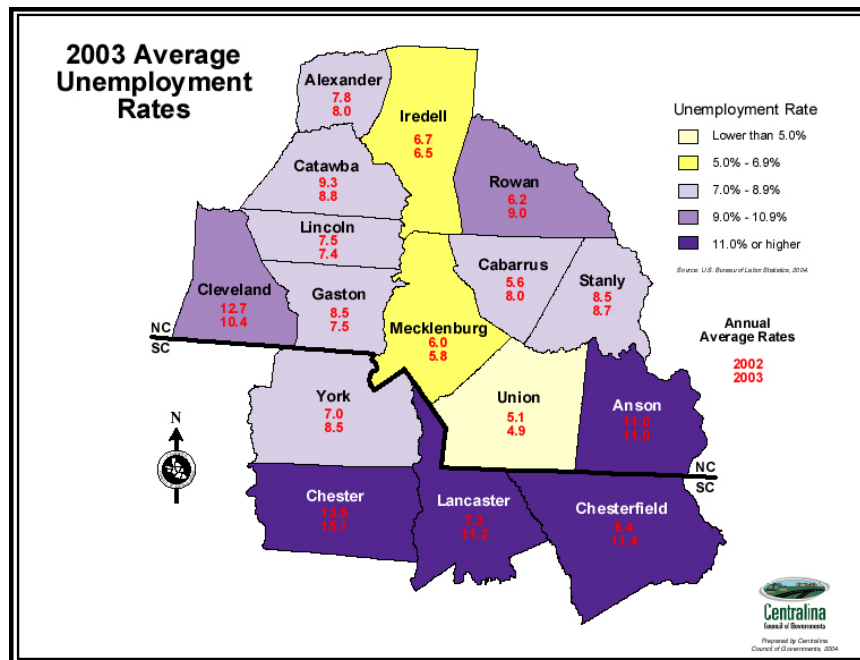 2003 Average
Unemployment
Rates
Alexander
7.8
8.0
Iredell
6.7
6.5
Catawba
9.3
8.8
Rowan
6.2
9.0
Lincoln
7.5
7.4
Cleveland
12.7
10.4
Gaston
8.5
7.5
Mecklenburg
6.0
5.8
Cabarrus
5.6
8.0
Stanly
8.5
8.7
NC
SC
York
7.0
8.5
Union
5.1
4.9
Anson
11.0
11.0
NC
SC
Chester
13.5
15.1
Lancaster
7.3
11.2
Chesterfield
8.4
11.4
N
Unemployment Rate
Lower than 5.0%
5.0% - 6.9%
7.0% - 8.9%
9.0% - 10.9%
11.0% or higher
Source: U.S. Bureau of Labor Statistics, 2004.
Annual
Average Rates
2002
2003
Centralina
Council of Governments
Prepared by Centralina
Council of Governments, 2004.